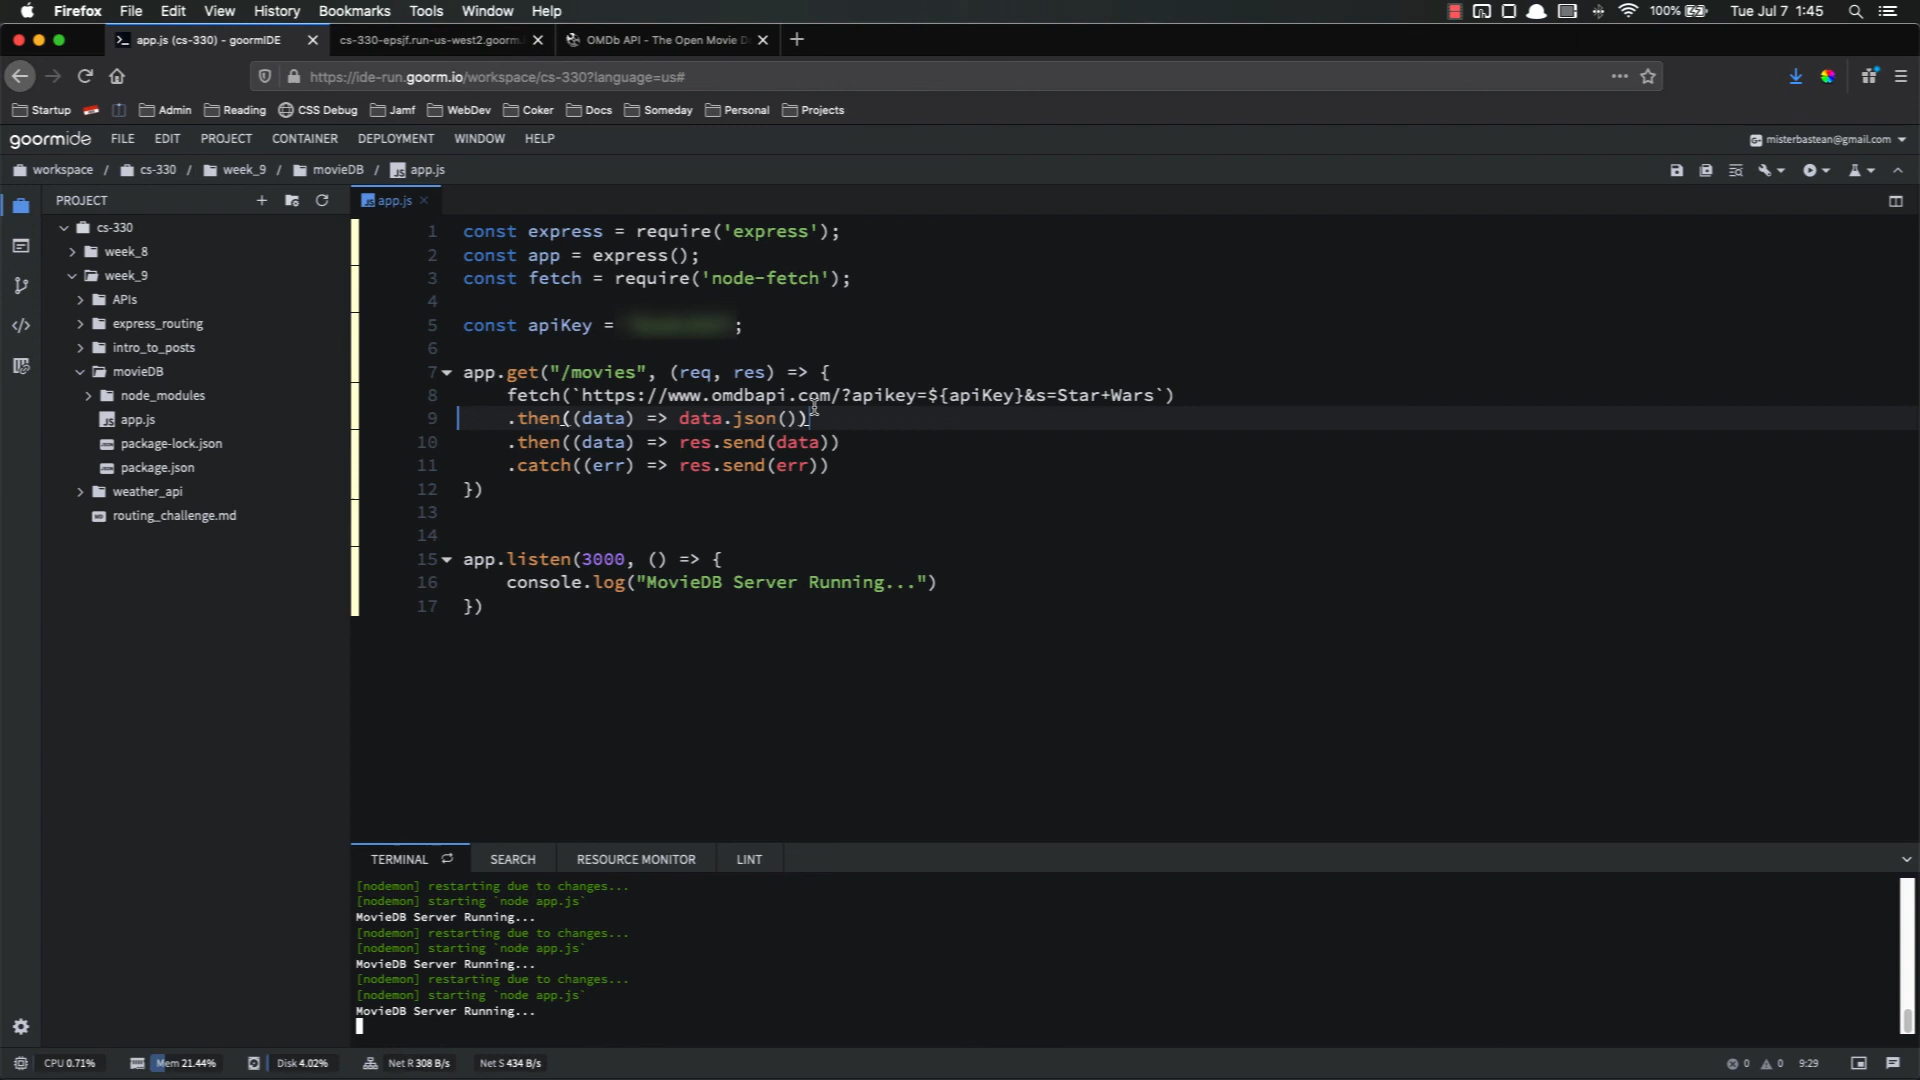 Firefox File Edit View History Bookmarks Tools Window Help 100% Tue Jul 7 1:45
app.js (cs-330) - goormIDE cs-330-epsjf.run-us-west2.goorm. OMDb API - The Open Movie D
https://ide-run.goorm.io/workspace/cs-330?language=us#
Startup Admin Reading CSS Debug Jamf WebDev Coker Docs Someday Personal Projects
goormide FILE EDIT PROJECT CONTAINER DEPLOYMENT WINDOW HELP misterbastean@gmail.com
workspace / cs-330 / week_9 / movieDB / app.js
PROJECT
cs-330
week_8
week_9
APIs
express_routing
intro_to_posts
movieDB
node_modules
app.js
package-lock.json
package.json
weather_api
routing_challenge.md
app.js
1 const express = require('express');
2 const app = express();
3 const fetch = require('node-fetch');
4
5 const apiKey = ;
6
7 app.get("/movies", (req, res) => {
8 fetch(`https://www.omdbapi.com/?apikey=${apiKey}&s=Star+Wars`)
9 .then((data) => data.json())
10 .then((data) => res.send(data))
11 .catch((err) => res.send(err))
12 })
13
14
15 app.listen(3000, () => {
16 console.log("MovieDB Server Running...")
17 })
TERMINAL SEARCH RESOURCE MONITOR LINT
[nodemon] restarting due to changes...
[nodemon] starting `node app.js`
MovieDB Server Running...
[nodemon] restarting due to changes...
[nodemon] starting `node app.js`
MovieDB Server Running...
[nodemon] restarting due to changes...
[nodemon] starting `node app.js`
MovieDB Server Running...
CPU 0.71% Mem 21.44% Disk 4.02% Net R 308 B/s Net S 434 B/s 0 0 9:29